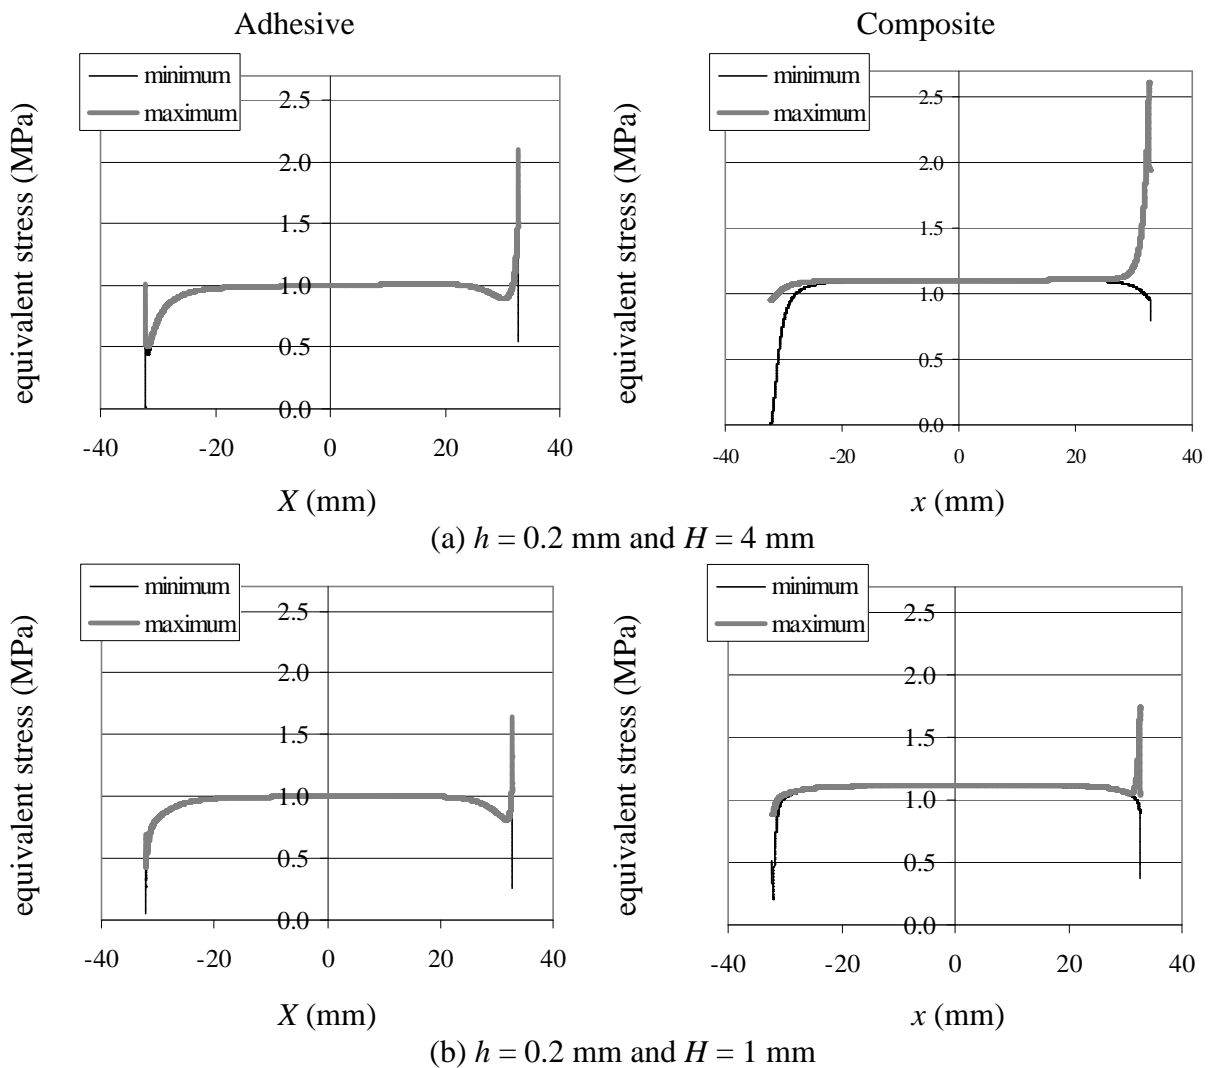 Adhesive
Composite
minimum
maximum
equivalent stress (MPa)
2.5
2.0
1.5
1.0
0.5
0.0
-40 -20 0 20 40
X (mm)
minimum
maximum
equivalent stress (MPa)
2.5
2.0
1.5
1.0
0.5
0.0
-40 -20 0 20 40
x (mm)
(a) h = 0.2 mm and H = 4 mm
minimum
maximum
equivalent stress (MPa)
2.5
2.0
1.5
1.0
0.5
0.0
-40 -20 0 20 40
X (mm)
minimum
maximum
equivalent stress (MPa)
2.5
2.0
1.5
1.0
0.5
0.0
-40 -20 0 20 40
x (mm)
(b) h = 0.2 mm and H = 1 mm